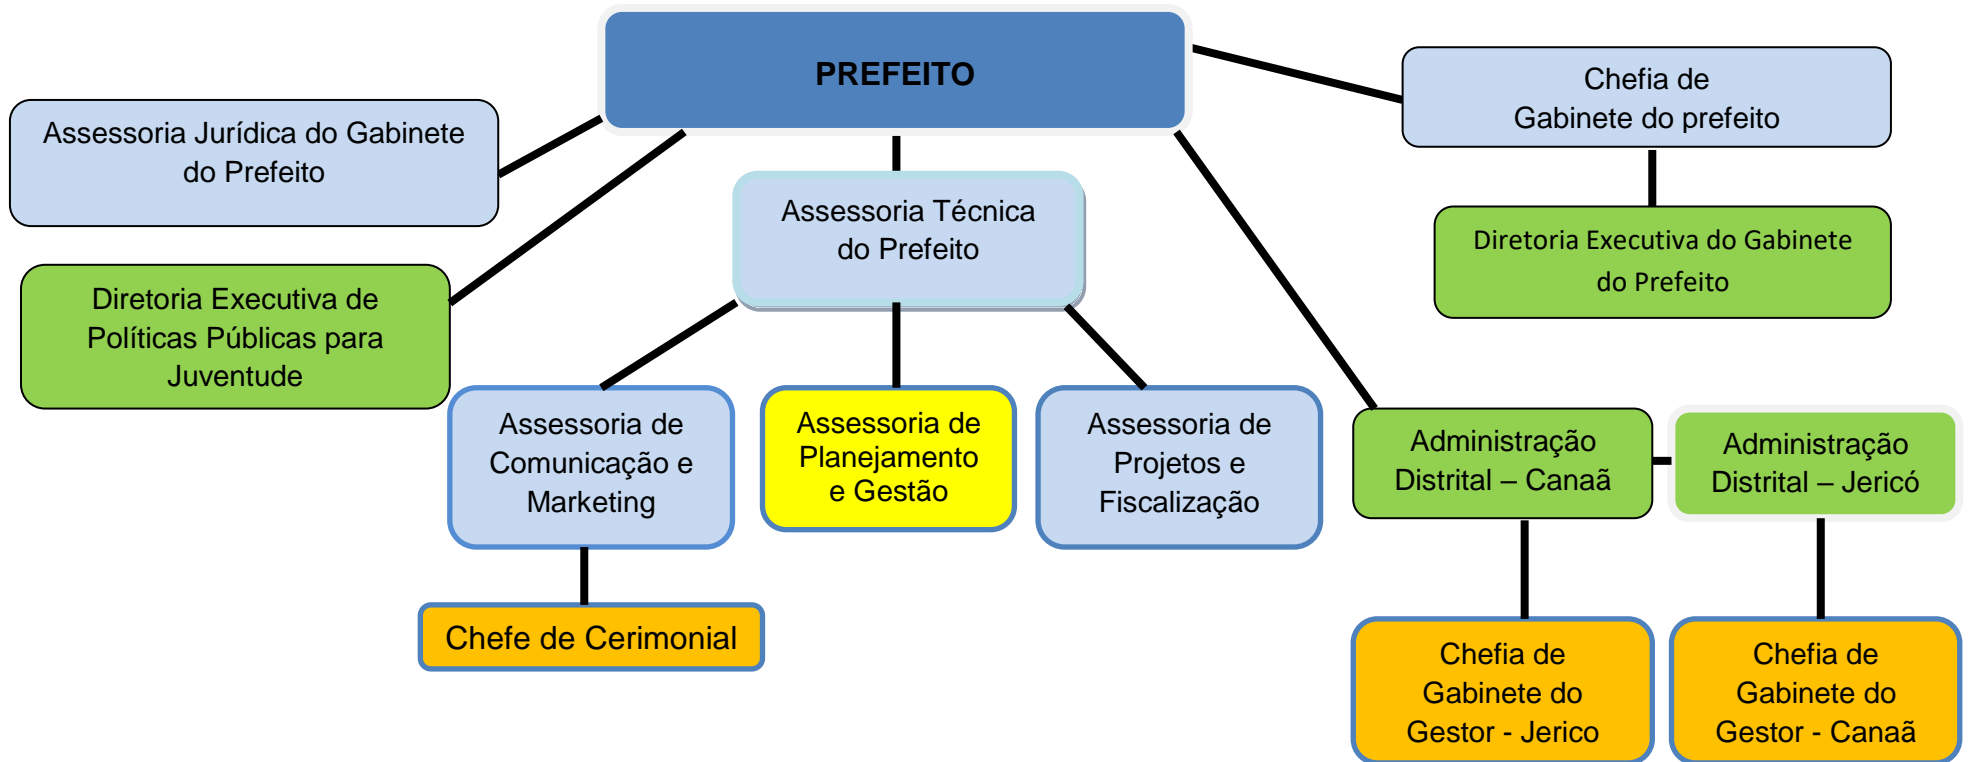 PREFEITO
Chefia de
Gabinete do prefeito
Assessoria Jurídica do Gabinete
do Prefeito
Assessoria Técnica
do Prefeito
Diretoria Executiva do Gabinete
do Prefeito
Diretoria Executiva de
Políticas Públicas para
Juventude
Assessoria de
Comunicação e
Marketing
Assessoria de
Planejamento
e Gestão
Assessoria de
Projetos e
Fiscalização
Administração
Distrital – Canaã
Administração
Distrital – Jericó
Chefe de Cerimonial
Chefia de
Gabinete do
Gestor - Jerico
Chefia de
Gabinete do
Gestor - Canaã